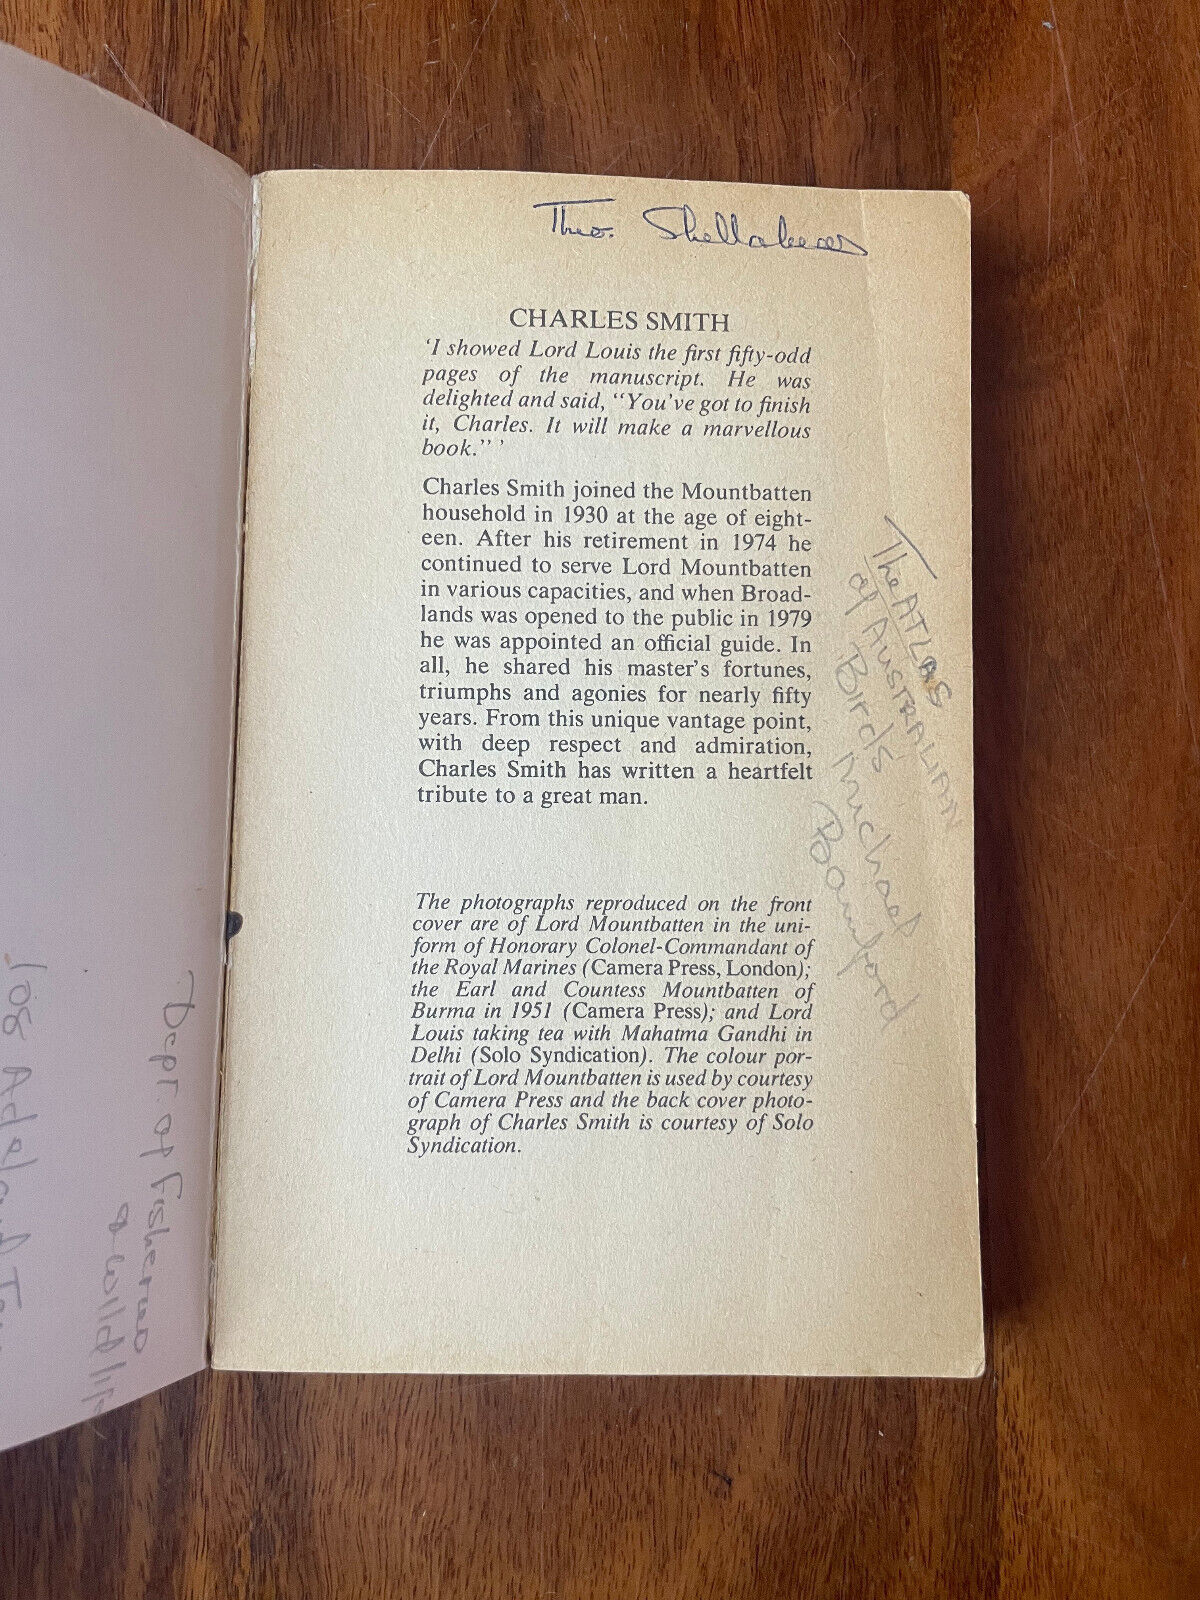 Theo. Shellabear
CHARLES SMITH
'I showed Lord Louis the first fifty-odd
pages of the manuscript. He was
delighted and said, "You've got to finish
it, Charles. It will make a marvellous
book." '
Charles Smith joined the Mountbatten
household in 1930 at the age of eight-
een. After his retirement in 1974 he
continued to serve Lord Mountbatten
in various capacities, and when Broad-
lands was opened to the public in 1979
he was appointed an official guide. In
all, he shared his master's fortunes,
triumphs and agonies for nearly fifty
years. From this unique vantage point,
with deep respect and admiration,
Charles Smith has written a heartfelt
tribute to a great man.
The photographs reproduced on the front
cover are of Lord Mountbatten in the uni-
form of Honorary Colonel-Commandant of
the Royal Marines (Camera Press, London);
the Earl and Countess Mountbatten of
Burma in 1951 (Camera Press); and Lord
Louis taking tea with Mahatma Gandhi in
Delhi (Solo Syndication). The colour por-
trait of Lord Mountbatten is used by courtesy
of Camera Press and the back cover photo-
graph of Charles Smith is courtesy of Solo
Syndication.
The ATLAS
of AUSTRALIAN
Birds
Michael
Bamford
Dept. of
& wildlife
108 Adelaide